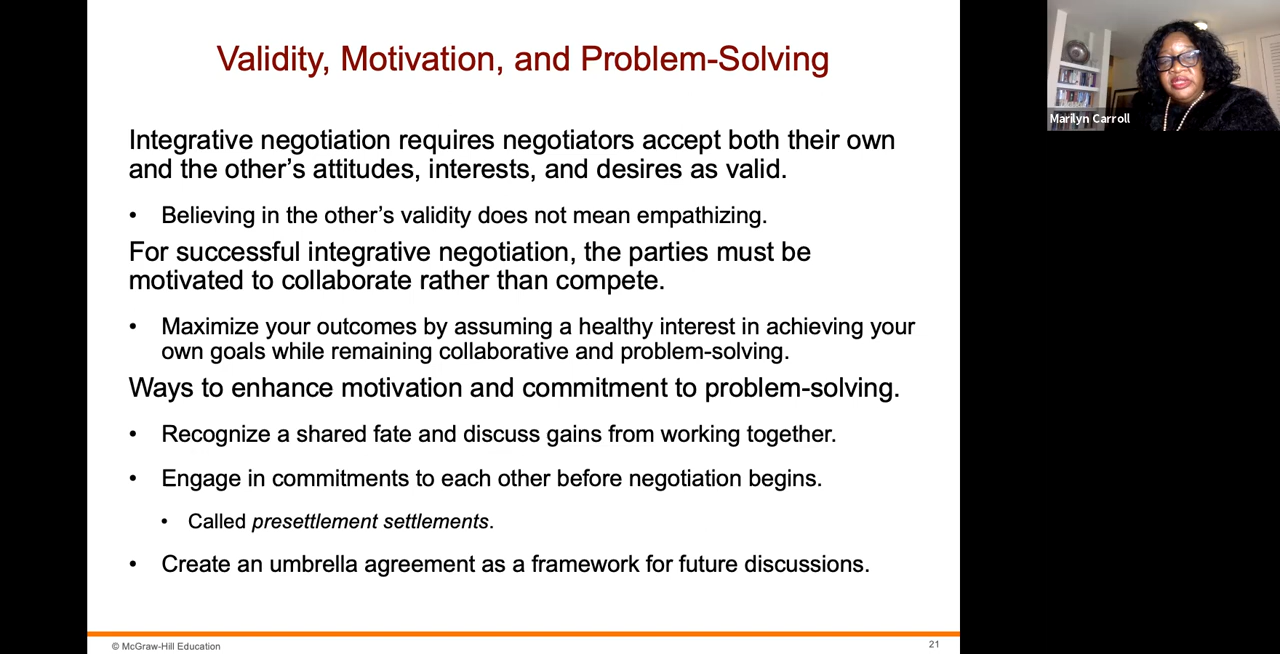 Validity, Motivation, and Problem-Solving
Integrative negotiation requires negotiators accept both their own
and the other’s attitudes, interests, and desires as valid.
• Believing in the other’s validity does not mean empathizing.
For successful integrative negotiation, the parties must be
motivated to collaborate rather than compete.
• Maximize your outcomes by assuming a healthy interest in achieving your
own goals while remaining collaborative and problem-solving.
Ways to enhance motivation and commitment to problem-solving.
• Recognize a shared fate and discuss gains from working together.
• Engage in commitments to each other before negotiation begins.
• Called presettlement settlements.
• Create an umbrella agreement as a framework for future discussions.
© McGraw-Hill Education
21
Marilyn Carroll